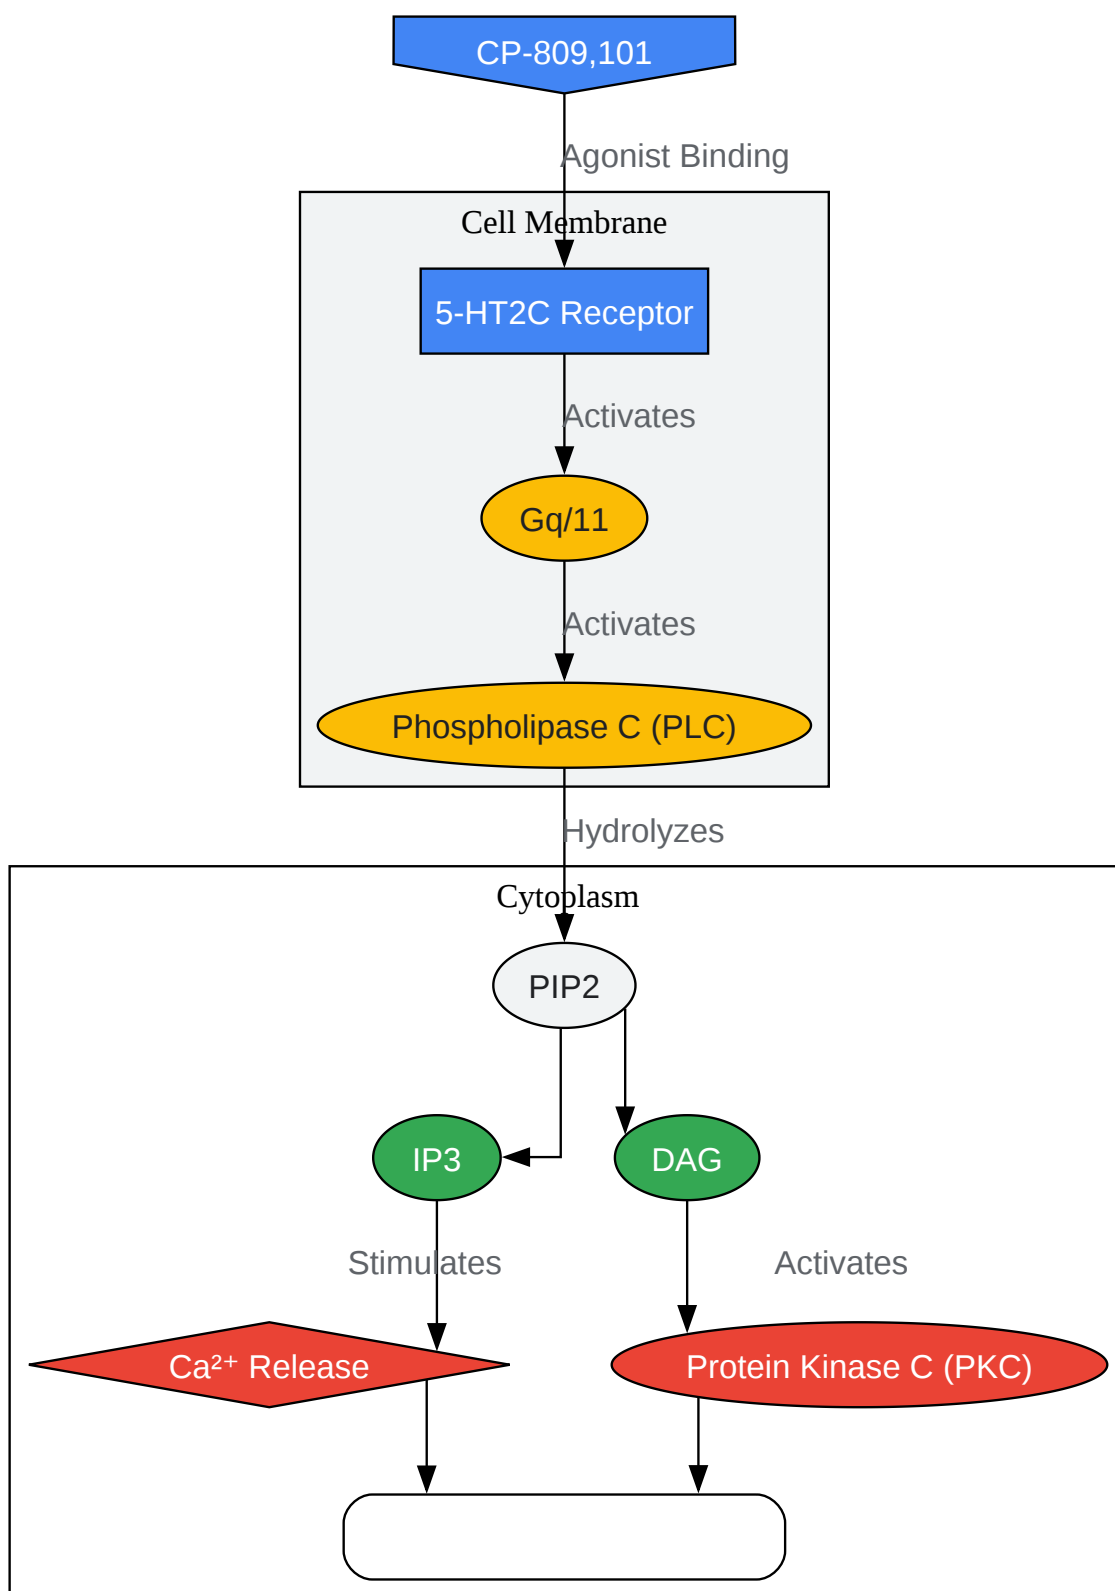 CP-809,101
Agonist Binding
Cell Membrane
5-HT2C Receptor
Activates
Gq/11
Activates
Phospholipase C (PLC)
Hydrolyzes
Cytoplasm
PIP2
IP3
DAG
Stimulates
Activates
Ca²⁺ Release
Protein Kinase C (PKC)